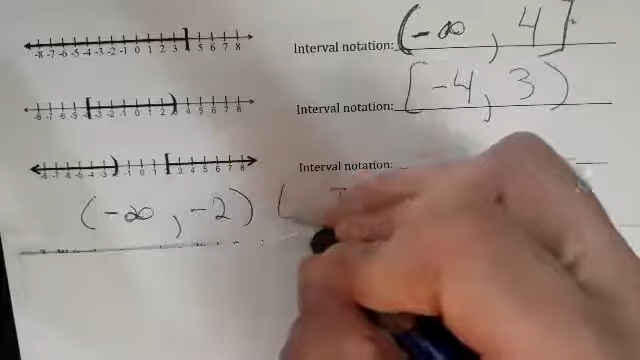 -8 -7 -6 -5 -4 -3 -2 -1 0 1 2 3 5 6 7 8
Interval notation: (-∞, 4]
-8 -7 -6 -5 -4 -3 -2 -1 0 1 2 4 5 6 7 8
Interval notation: [-4, 3)
-8 -7 -6 -5 -4 -3 -1 0 1 3 4 5 6 7 8
Interval notation:
(-∞, -2) [